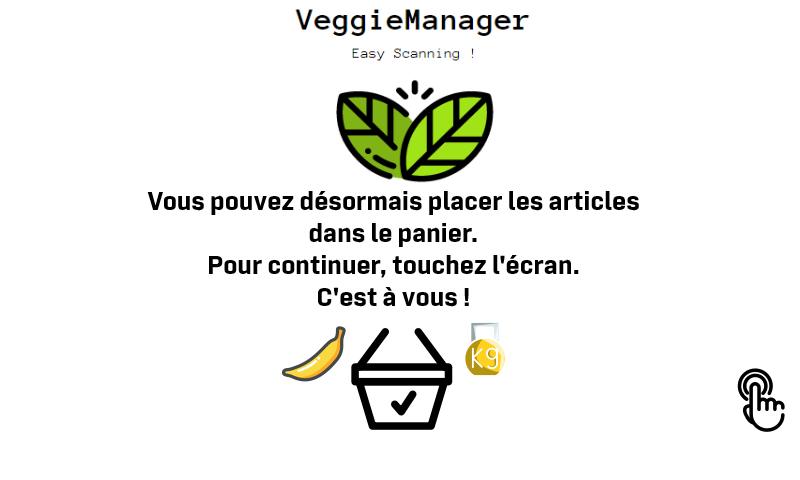 VeggieManager
Easy Scanning !
Vous pouvez désormais placer les articles
dans le panier.
Pour continuer, touchez l'écran.
C'est à vous !
kg